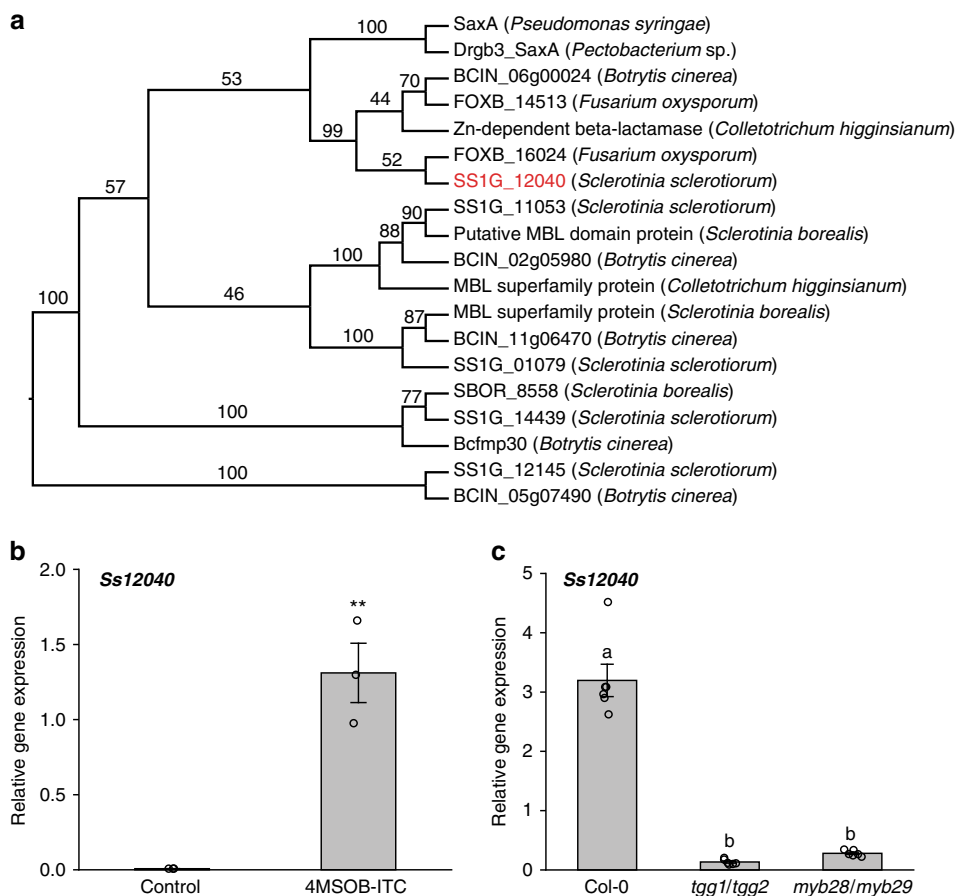 a
100
SaxA (Pseudomonas syringae)
Drgb3_SaxA (Pectobacterium sp.)
53
70
BCIN_06g00024 (Botrytis cinerea)
44
FOXB_14513 (Fusarium oxysporum)
99
Zn-dependent beta-lactamase (Colletotrichum higginsianum)
52
FOXB_16024 (Fusarium oxysporum)
57
SS1G_12040 (Sclerotinia sclerotiorum)
90
SS1G_11053 (Sclerotinia sclerotiorum)
88
Putative MBL domain protein (Sclerotinia borealis)
100
BCIN_02g05980 (Botrytis cinerea)
46
MBL superfamily protein (Colletotrichum higginsianum)
100
87
MBL superfamily protein (Sclerotinia borealis)
100
BCIN_11g06470 (Botrytis cinerea)
SS1G_01079 (Sclerotinia sclerotiorum)
77
SBOR_8558 (Sclerotinia borealis)
100
SS1G_14439 (Sclerotinia sclerotiorum)
Bcfmp30 (Botrytis cinerea)
100
SS1G_12145 (Sclerotinia sclerotiorum)
BCIN_05g07490 (Botrytis cinerea)
b
Ss12040
Relative gene expression
2.0
1.5
1.0
0.5
0.0
**
Control
4MSOB-ITC
c
Ss12040
Relative gene expression
5
4
3
2
1
0
a
b
b
Col-0
tgg1/tgg2
myb28/myb29